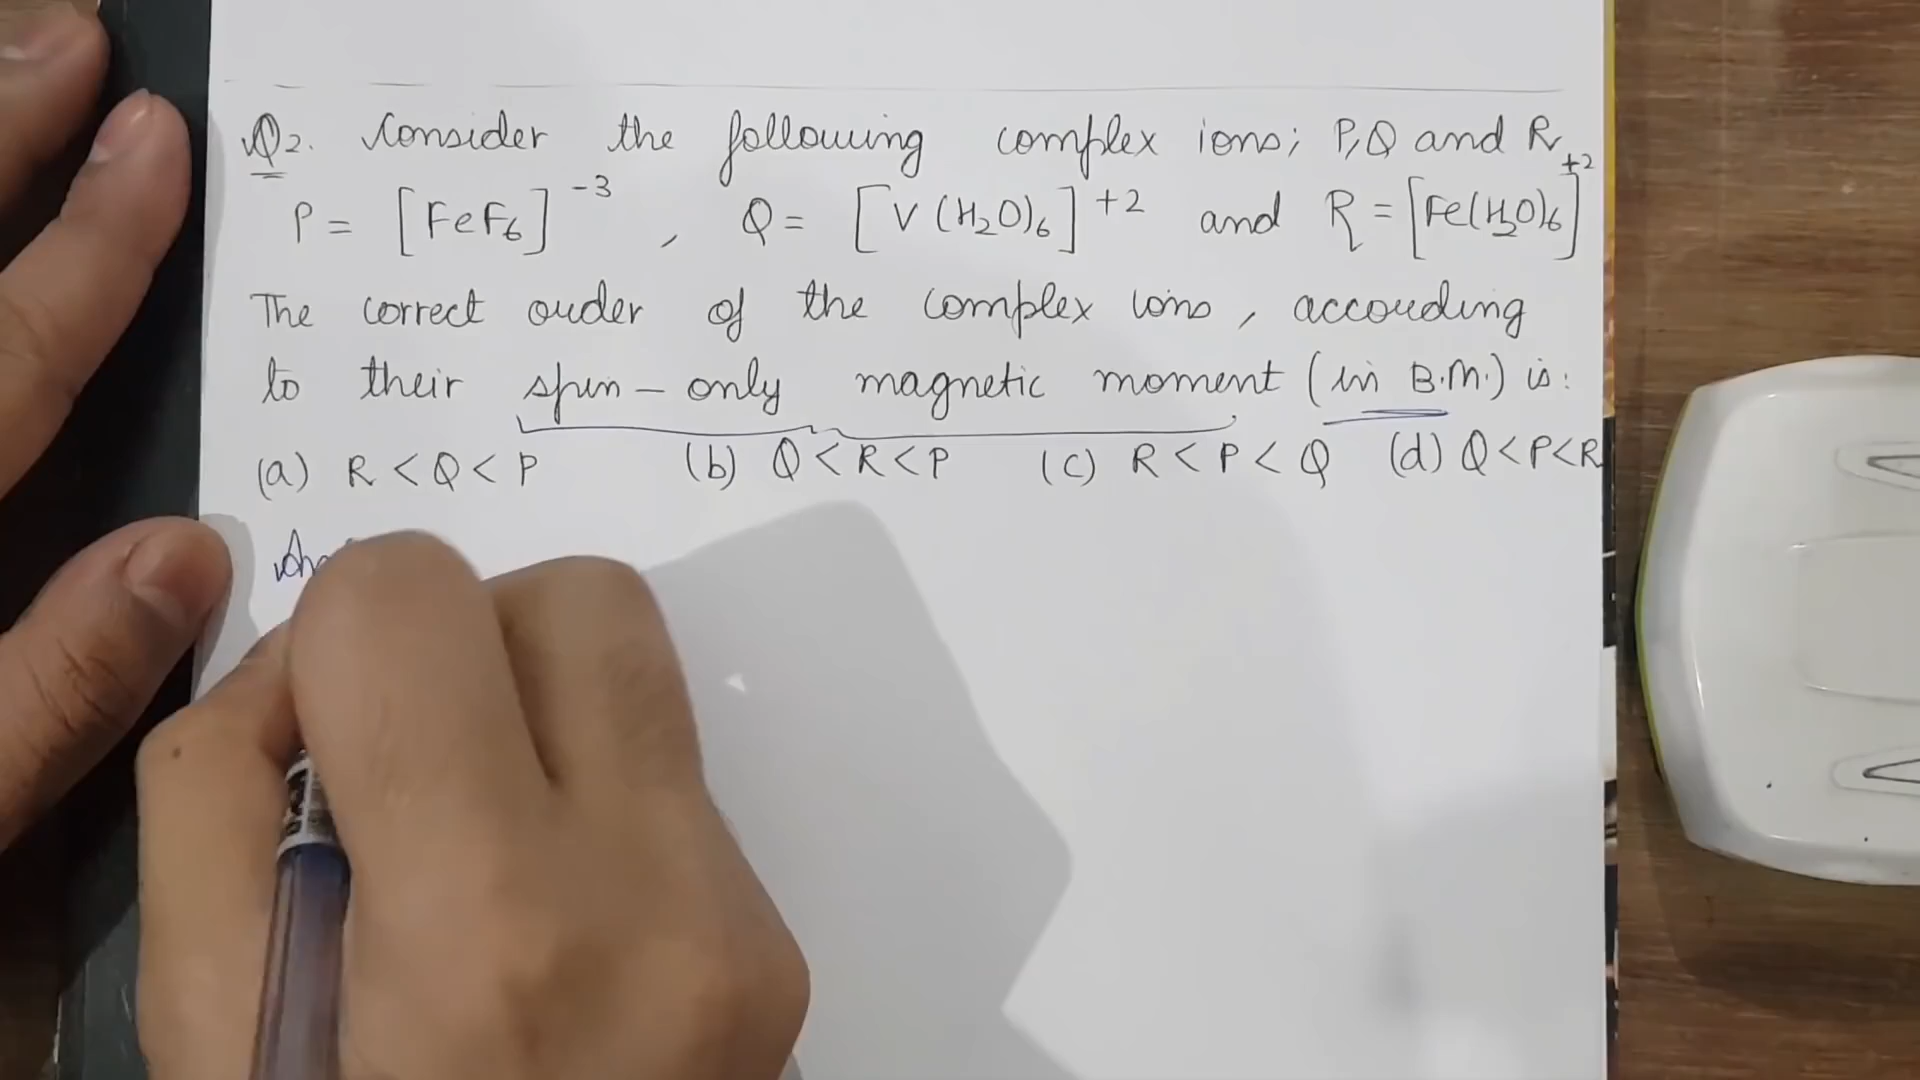 Q2. Consider the following complex ions; P,Q and R
P = [FeF6]-3 , Q = [V(H2O)6]+2 and R = [Fe(H2O)6]+2
The correct order of the complex ions, according
to their spin-only magnetic moment (in B.M.) is:
(a) R < Q < P (b) Q < R < P (c) R < P < Q (d) Q < P < R